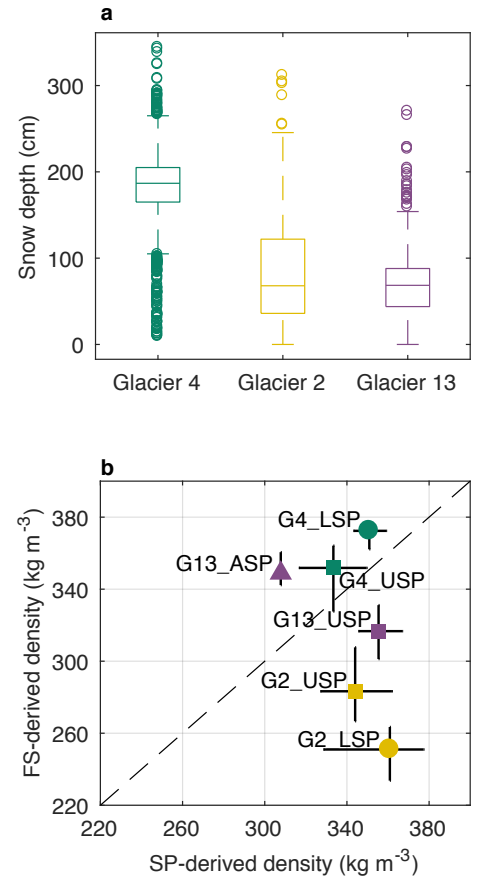 a
Snow depth (cm)
300
200
100
0
Glacier 4 Glacier 2 Glacier 13
b
FS-derived density (kg m⁻³)
380
340
300
260
220
G4_LSP
G13_ASP
G4_USP
G13_USP
G2_USP
G2_LSP
220 260 300 340 380
SP-derived density (kg m⁻³)